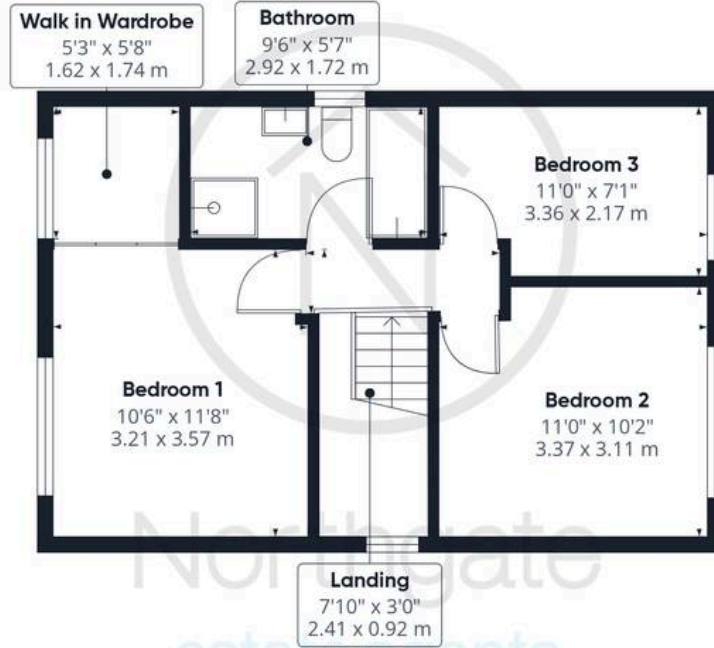 Walk in Wardrobe
5'3" x 5'8"
1.62 x 1.74 m
Bathroom
9'6" x 5'7"
2.92 x 1.72 m
Bedroom 3
11'0" x 7'1"
3.36 x 2.17 m
Bedroom 1
10'6" x 11'8"
3.21 x 3.57 m
Bedroom 2
11'0" x 10'2"
3.37 x 3.11 m
Northgate
Landing
7'10" x 3'0"
2.41 x 0.92 m
estate agents